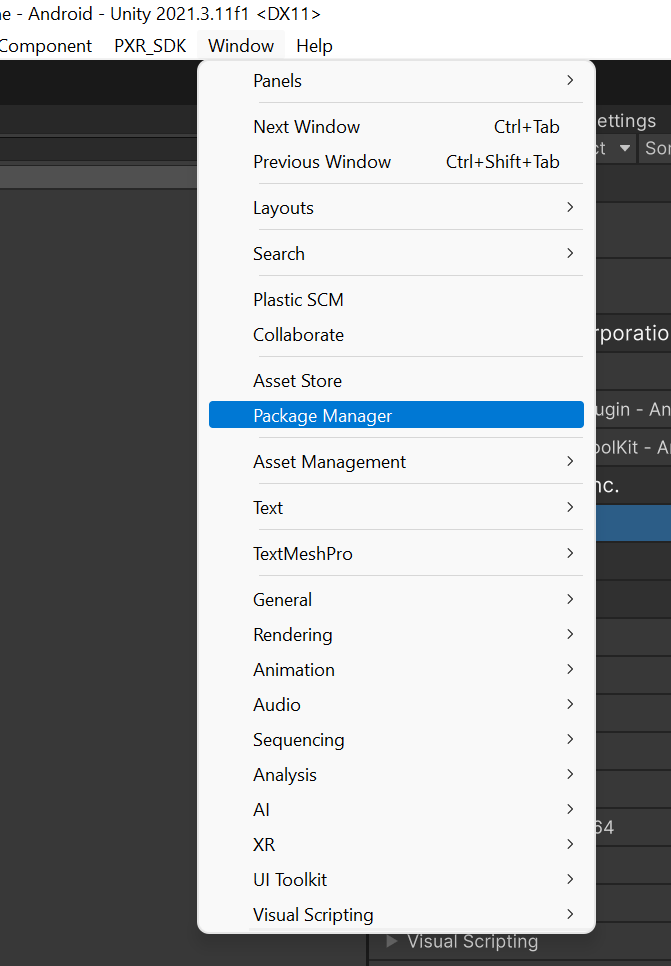 e - Android - Unity 2021.3.11f1 <DX11>
Component PXR_SDK Window Help
Panels
ettings
Next Window Ctrl+Tab
ct Sor
Previous Window Ctrl+Shift+Tab
Layouts
Search
Plastic SCM
rporatio
Collaborate
Asset Store
ugin - An
Package Manager
oolKit - A
Asset Management
nc.
Text
TextMeshPro
General
Rendering
Animation
Audio
Sequencing
Analysis
AI
64
XR
UI Toolkit
Visual Scripting
Visual Scripting